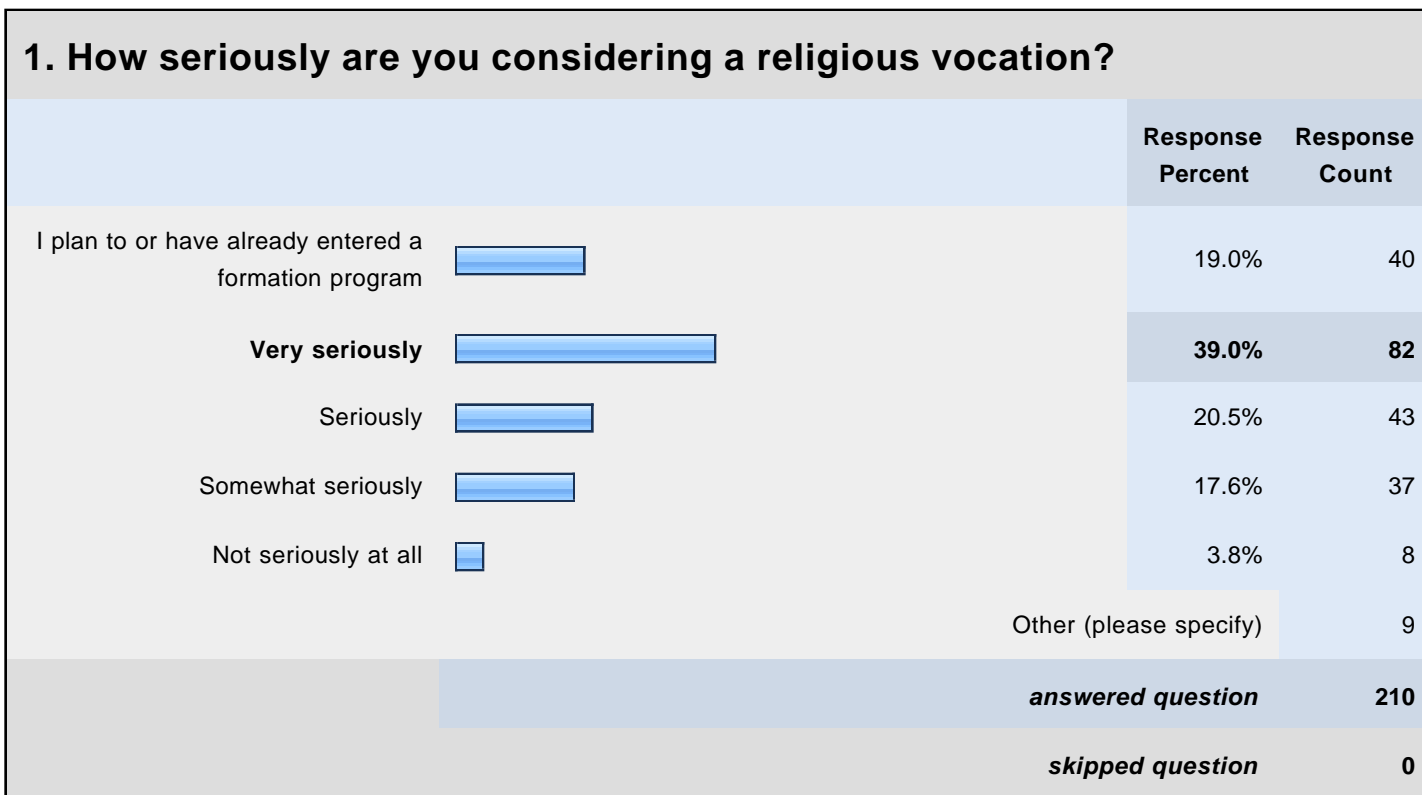 1. How seriously are you considering a religious vocation?
Response Percent
Response Count
I plan to or have already entered a
formation program
19.0%
40
Very seriously
39.0%
82
Seriously
20.5%
43
Somewhat seriously
17.6%
37
Not seriously at all
3.8%
8
Other (please specify)
9
answered question
210
skipped question
0